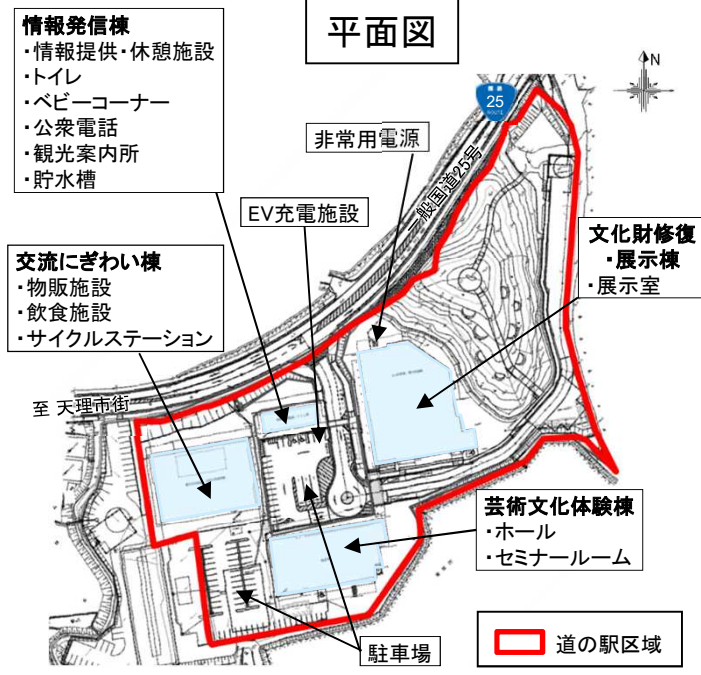 平面図
情報発信棟
・情報提供・休憩施設
・トイレ
・ベビーコーナー
・公衆電話
・観光案内所
・貯水槽
N
国道
25
ROUTE
一般国道25号
非常用電源
EV充電施設
文化財修復
・展示棟
・展示室
交流にぎわい棟
・物販施設
・飲食施設
・サイクルステーション
至 天理市街
芸術文化体験棟
・ホール
・セミナールーム
駐車場
道の駅区域